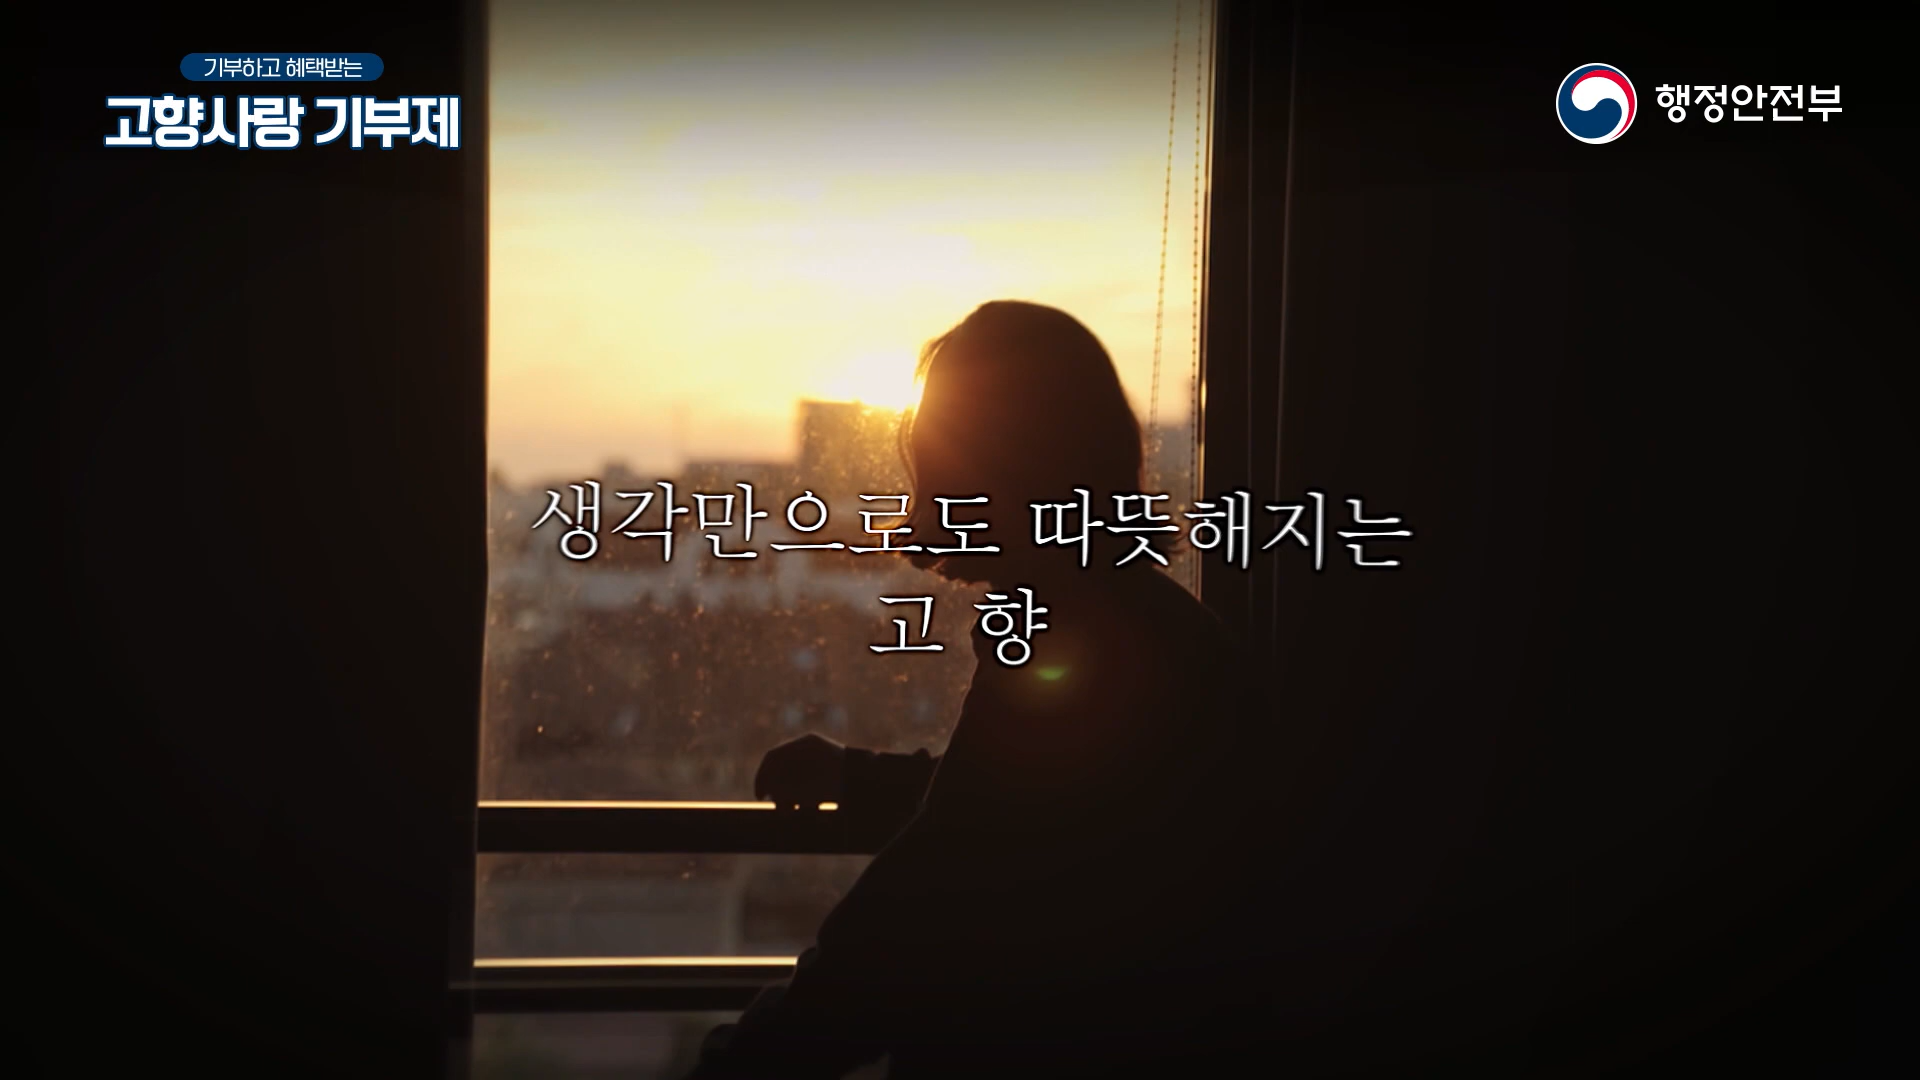 기부하고 혜택받는
고향사랑 기부제
행정안전부
생각만으로도 따뜻해지는
고향